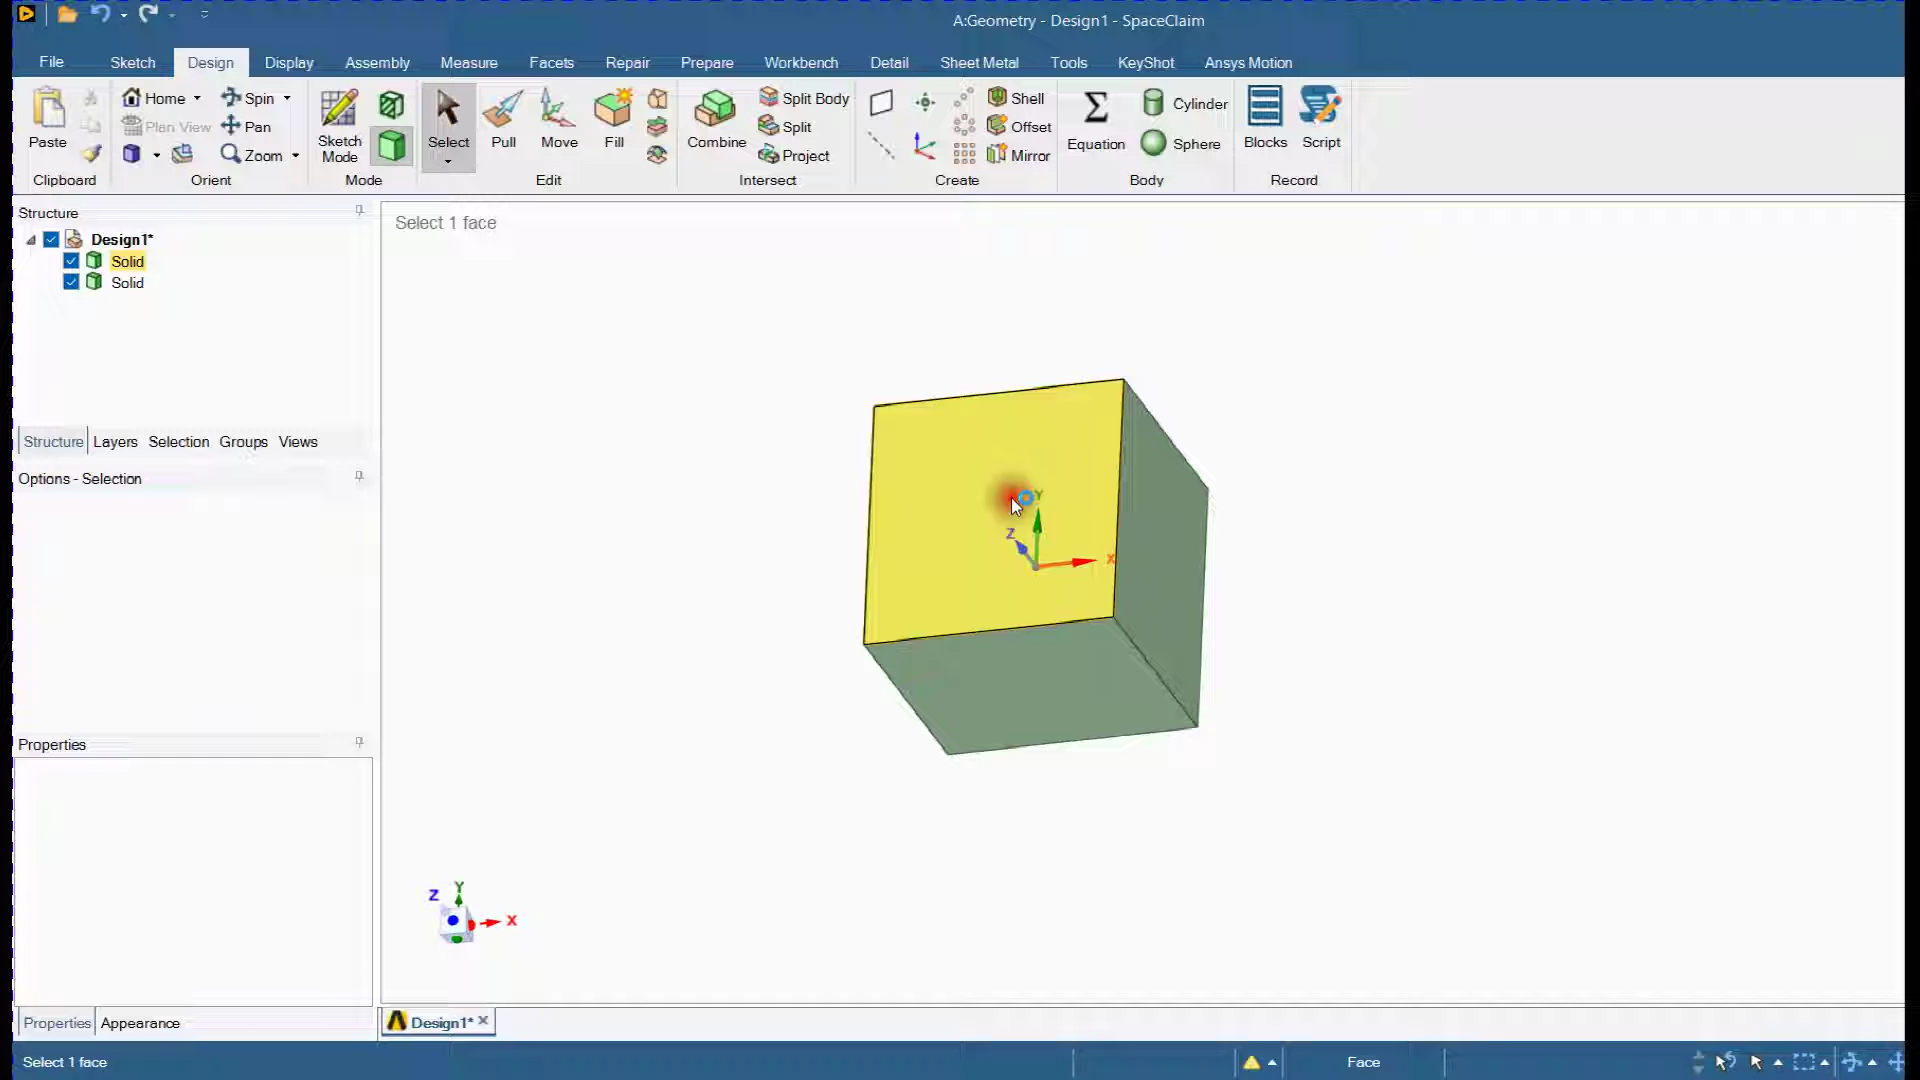 A:Geometry - Design1 - SpaceClaim
File Sketch Design Display Assembly Measure Facets Repair Prepare Workbench Detail Sheet Metal Tools KeyShot Ansys Motion
Home Spin Split Body Shell
Plan View Pan Split Offset
Zoom Project Mirror
Paste Sketch Mode Select Pull Move Fill Combine Equation Cylinder Sphere Blocks Script
Clipboard Orient Mode Edit Intersect Create Body Record
Structure
Design1*
Solid
Solid
Structure Layers Selection Groups Views
Options - Selection
Properties
Properties Appearance
Select 1 face
Y
Z
X
Z Y
X
Design1*
Select 1 face Face